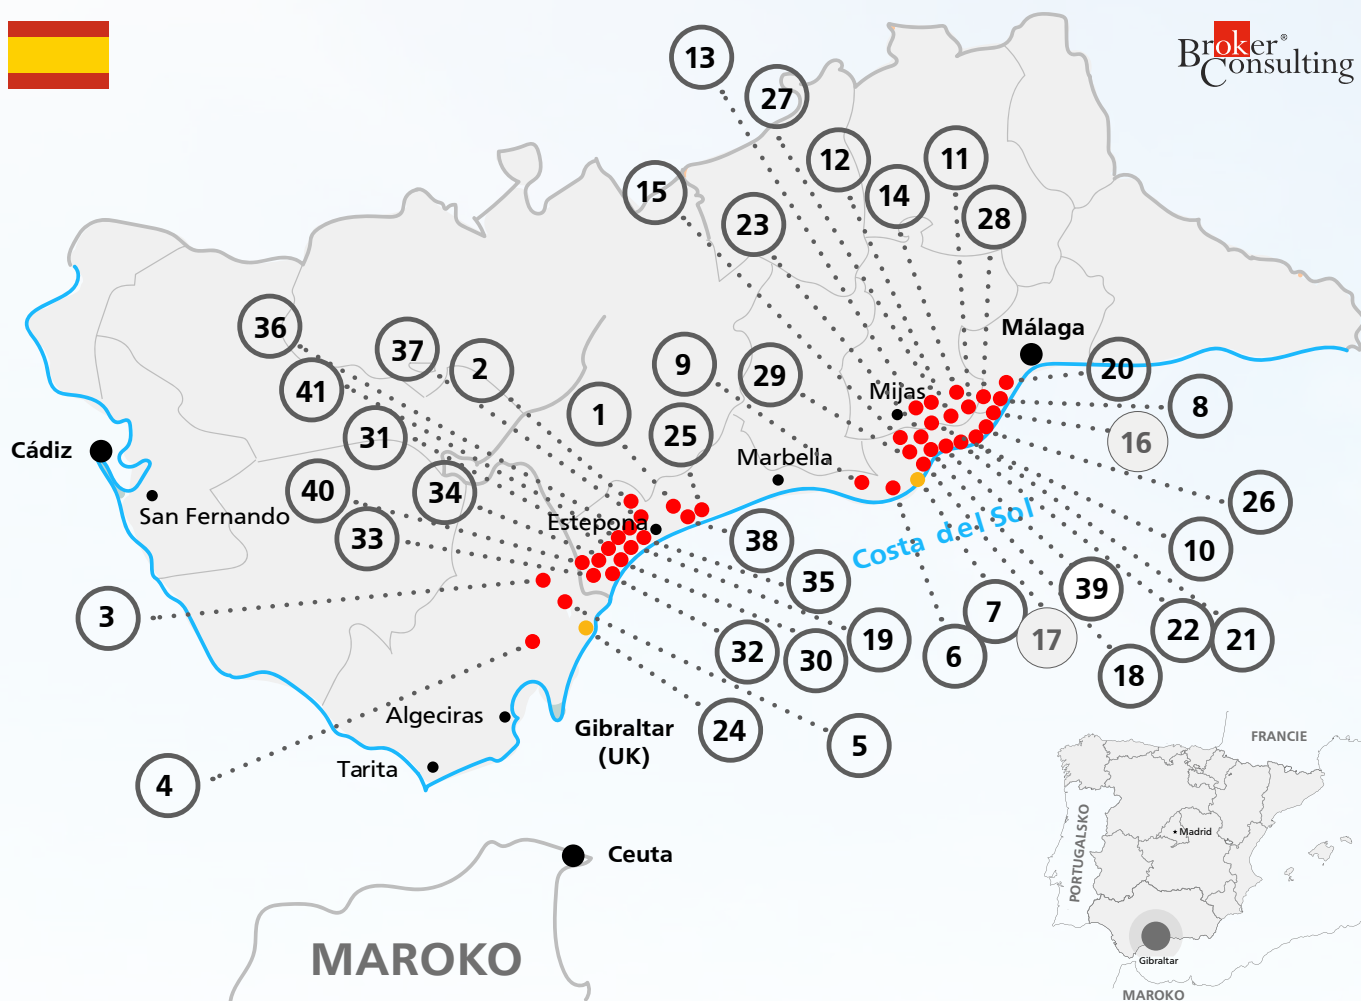 Broker®
Consulting
13
27
12
11
15
14
23
28
36
Málaga
37
2
9
29
20
41
Mijas
1
8
31
25
16
Cádiz
Marbella
40
34
26
San Fernando
Estepona
Costa del Sol
33
38
10
35
39
3
7
22
19
17
21
32
30
6
18
Algeciras
Gibraltar
(UK)
24
5
4
Tarita
FRANCIE
PORTUGALSKO
Madrid
Ceuta
MAROKO
Gibraltar
MAROKO